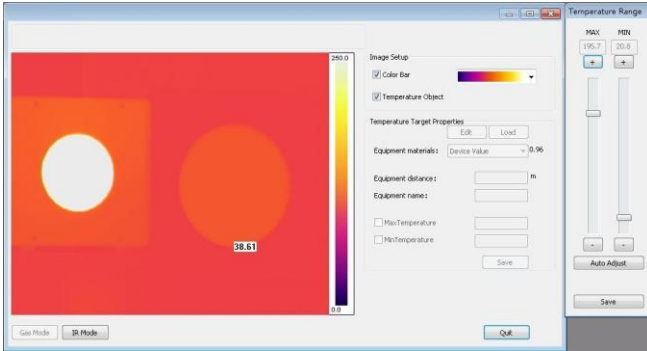 Temperature Range
MAX MIN
195.7 20.8
+ +
- -
Auto Adjust
Save
250.0
38.61
0.0
Image Setup
Color Bar
Temperature Object
Temperature Target Properties
Edit Load
Equipment materials: Device Value 0.96
Equipment distance: m
Equipment name:
MaxTemperature
MinTemperature
Save
Gas Mode IR Mode Quit